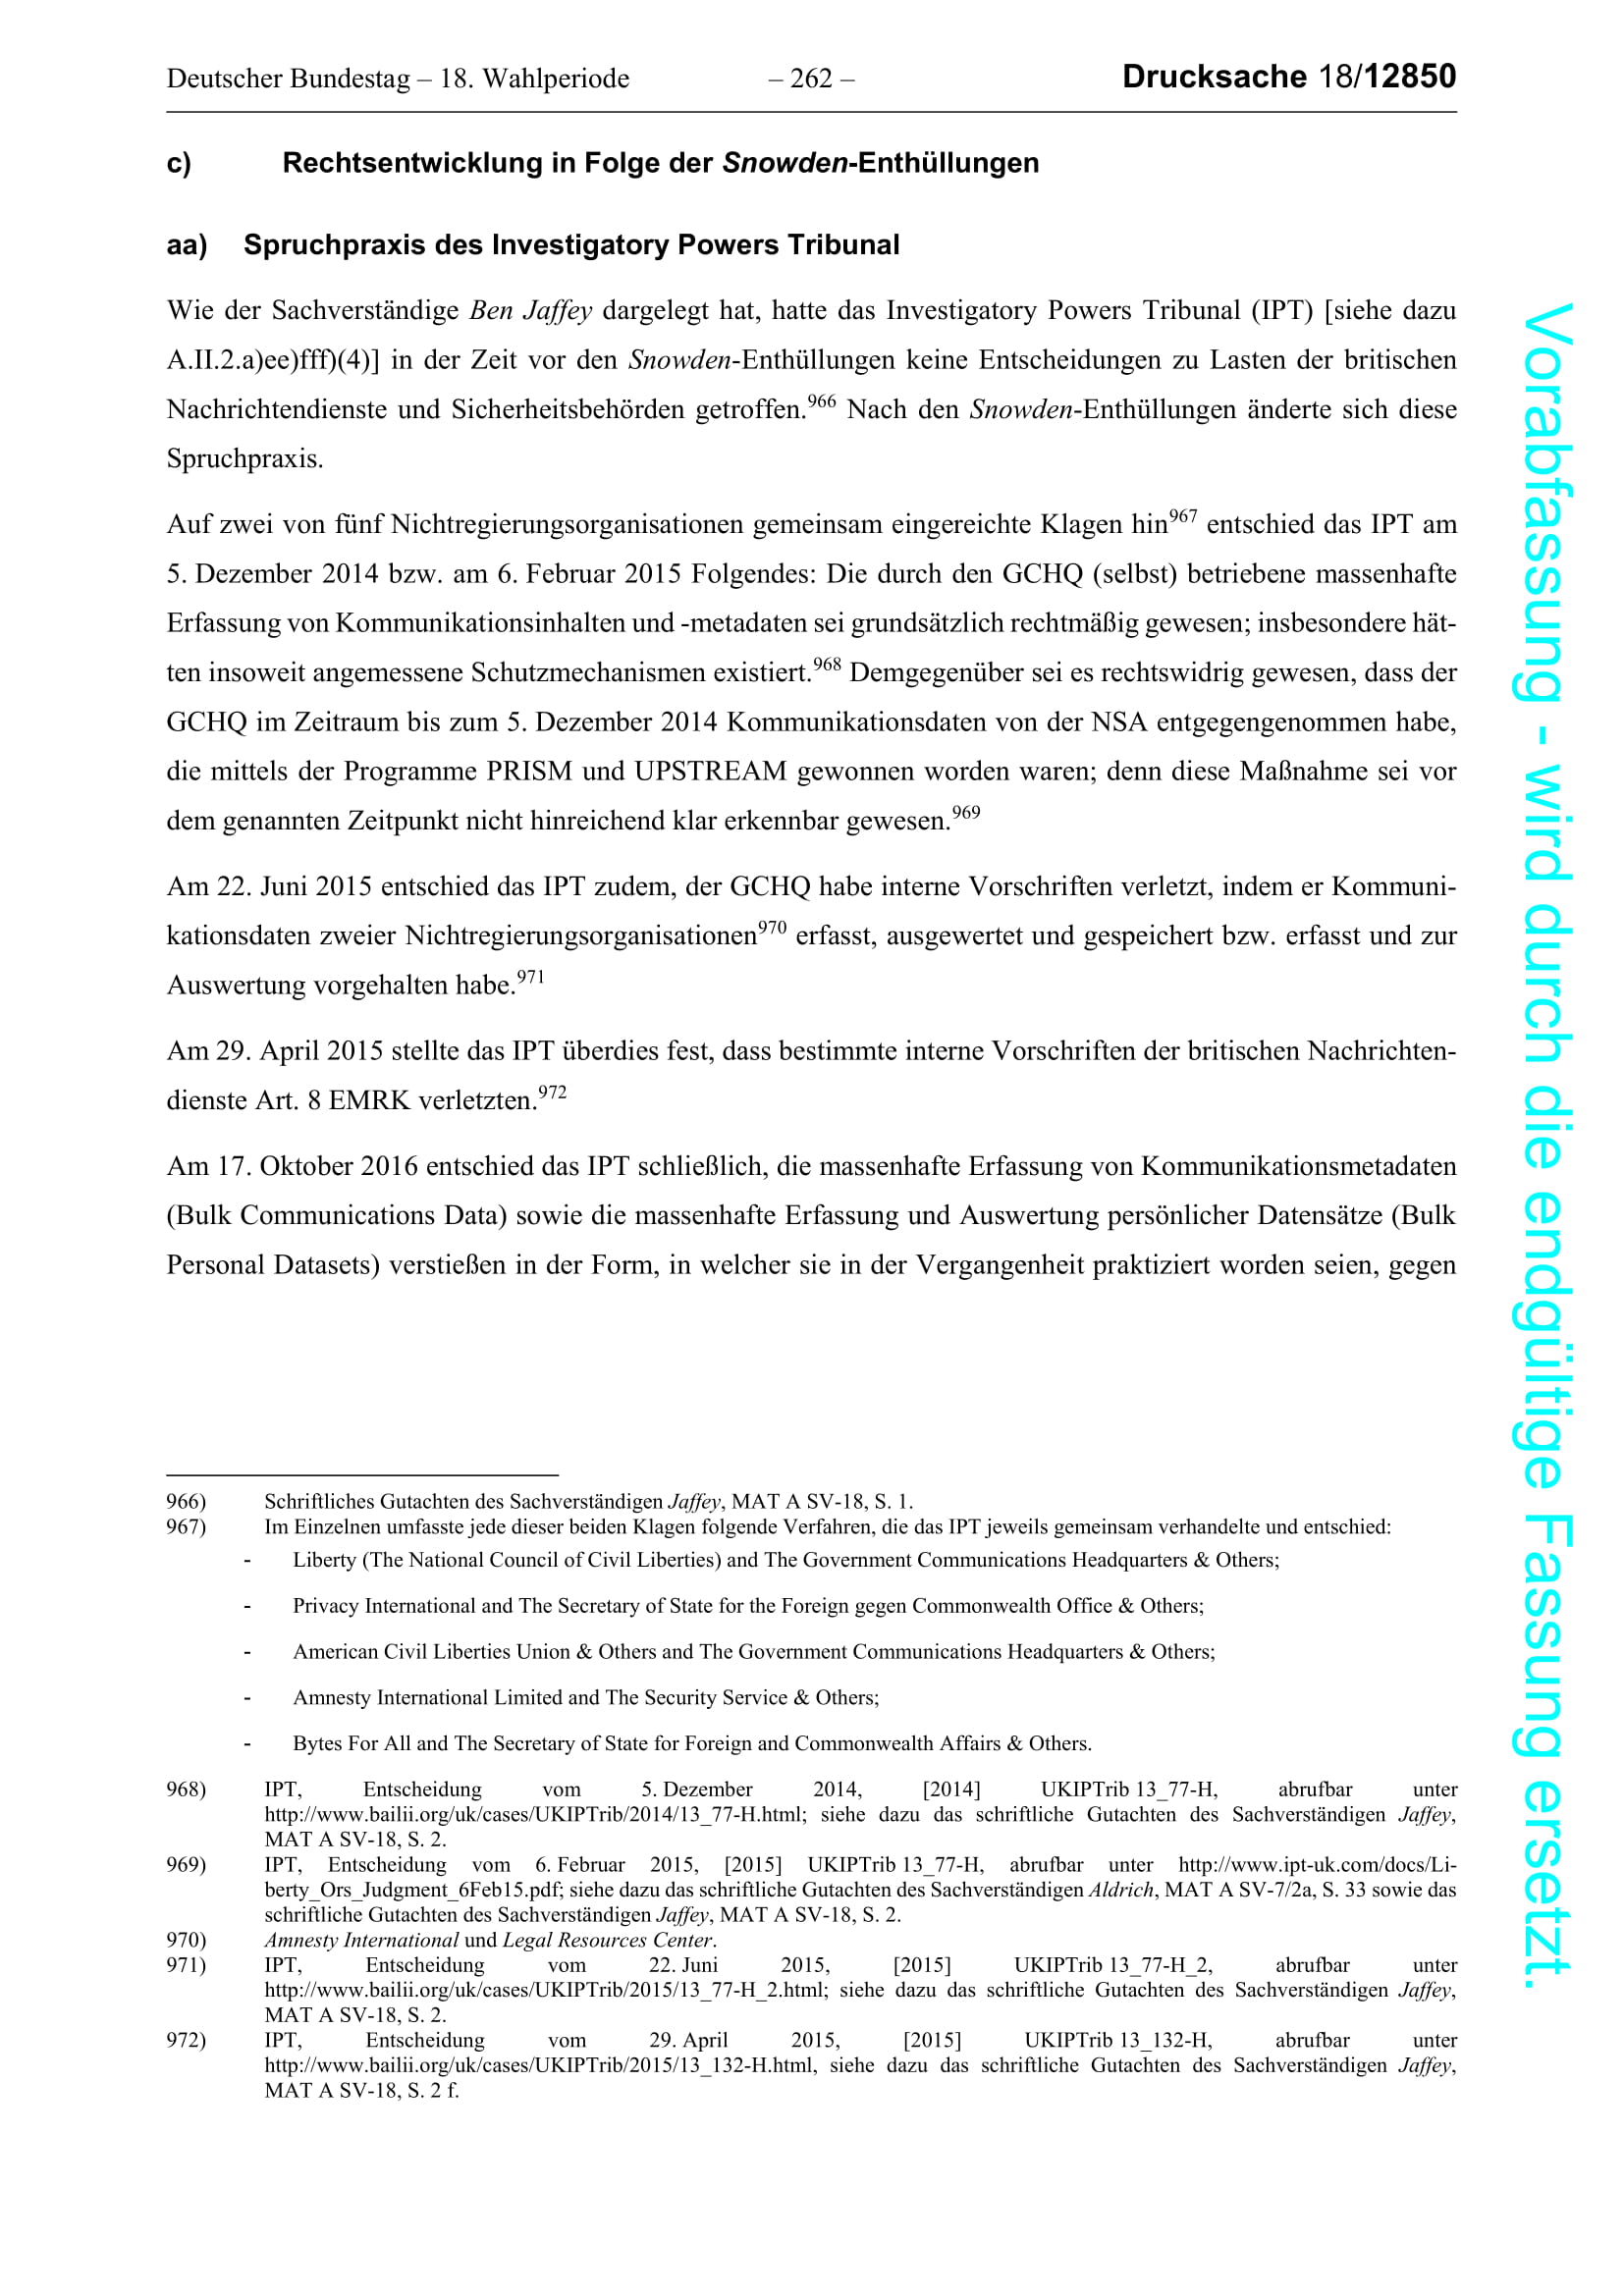 Deutscher Bundestag – 18. Wahlperiode – 262 – Drucksache 18/12850
c) Rechtsentwicklung in Folge der Snowden-Enthüllungen
aa) Spruchpraxis des Investigatory Powers Tribunal
Wie der Sachverständige Ben Jaffey dargelegt hat, hatte das Investigatory Powers Tribunal (IPT) [siehe dazu
A.II.2.a)ee)fff)(4)] in der Zeit vor den Snowden-Enthüllungen keine Entscheidungen zu Lasten der britischen
Nachrichtendienste und Sicherheitsbehörden getroffen.966 Nach den Snowden-Enthüllungen änderte sich diese
Spruchpraxis.
Auf zwei von fünf Nichtregierungsorganisationen gemeinsam eingereichte Klagen hin967 entschied das IPT am
5. Dezember 2014 bzw. am 6. Februar 2015 Folgendes: Die durch den GCHQ (selbst) betriebene massenhafte
Erfassung von Kommunikationsinhalten und -metadaten sei grundsätzlich rechtmäßig gewesen; insbesondere hät-
ten insoweit angemessene Schutzmechanismen existiert.968 Demgegenüber sei es rechtswidrig gewesen, dass der
GCHQ im Zeitraum bis zum 5. Dezember 2014 Kommunikationsdaten von der NSA entgegengenommen habe,
die mittels der Programme PRISM und UPSTREAM gewonnen worden waren; denn diese Maßnahme sei vor
dem genannten Zeitpunkt nicht hinreichend klar erkennbar gewesen.969
Am 22. Juni 2015 entschied das IPT zudem, der GCHQ habe interne Vorschriften verletzt, indem er Kommuni-
kationsdaten zweier Nichtregierungsorganisationen970 erfasst, ausgewertet und gespeichert bzw. erfasst und zur
Auswertung vorgehalten habe.971
Am 29. April 2015 stellte das IPT überdies fest, dass bestimmte interne Vorschriften der britischen Nachrichten-
dienste Art. 8 EMRK verletzten.972
Am 17. Oktober 2016 entschied das IPT schließlich, die massenhafte Erfassung von Kommunikationsmetadaten
(Bulk Communications Data) sowie die massenhafte Erfassung und Auswertung persönlicher Datensätze (Bulk
Personal Datasets) verstießen in der Form, in welcher sie in der Vergangenheit praktiziert worden seien, gegen
966) Schriftliches Gutachten des Sachverständigen Jaffey, MAT A SV-18, S. 1.
967) Im Einzelnen umfasste jede dieser beiden Klagen folgende Verfahren, die das IPT jeweils gemeinsam verhandelte und entschied:
- Liberty (The National Council of Civil Liberties) and The Government Communications Headquarters & Others;
- Privacy International and The Secretary of State for the Foreign gegen Commonwealth Office & Others;
- American Civil Liberties Union & Others and The Government Communications Headquarters & Others;
- Amnesty International Limited and The Security Service & Others;
- Bytes For All and The Secretary of State for Foreign and Commonwealth Affairs & Others.
968) IPT, Entscheidung vom 5. Dezember 2014, [2014] UKIPTrib 13_77-H, abrufbar unter
http://www.bailii.org/uk/cases/UKIPTrib/2014/13_77-H.html; siehe dazu das schriftliche Gutachten des Sachverständigen Jaffey,
MAT A SV-18, S. 2.
969) IPT, Entscheidung vom 6. Februar 2015, [2015] UKIPTrib 13_77-H, abrufbar unter http://www.ipt-uk.com/docs/Li-
berty_Ors_Judgment_6Feb15.pdf; siehe dazu das schriftliche Gutachten des Sachverständigen Aldrich, MAT A SV-7/2a, S. 33 sowie das
schriftliche Gutachten des Sachverständigen Jaffey, MAT A SV-18, S. 2.
970) Amnesty International und Legal Resources Center.
971) IPT, Entscheidung vom 22. Juni 2015, [2015] UKIPTrib 13_77-H_2, abrufbar unter
http://www.bailii.org/uk/cases/UKIPTrib/2015/13_77-H_2.html; siehe dazu das schriftliche Gutachten des Sachverständigen Jaffey,
MAT A SV-18, S. 2.
972) IPT, Entscheidung vom 29. April 2015, [2015] UKIPTrib 13_132-H, abrufbar unter
http://www.bailii.org/uk/cases/UKIPTrib/2015/13_132-H.html, siehe dazu das schriftliche Gutachten des Sachverständigen Jaffey,
MAT A SV-18, S. 2 f.
Vorabfassung - wird durch die endgültige Fassung ersetzt.